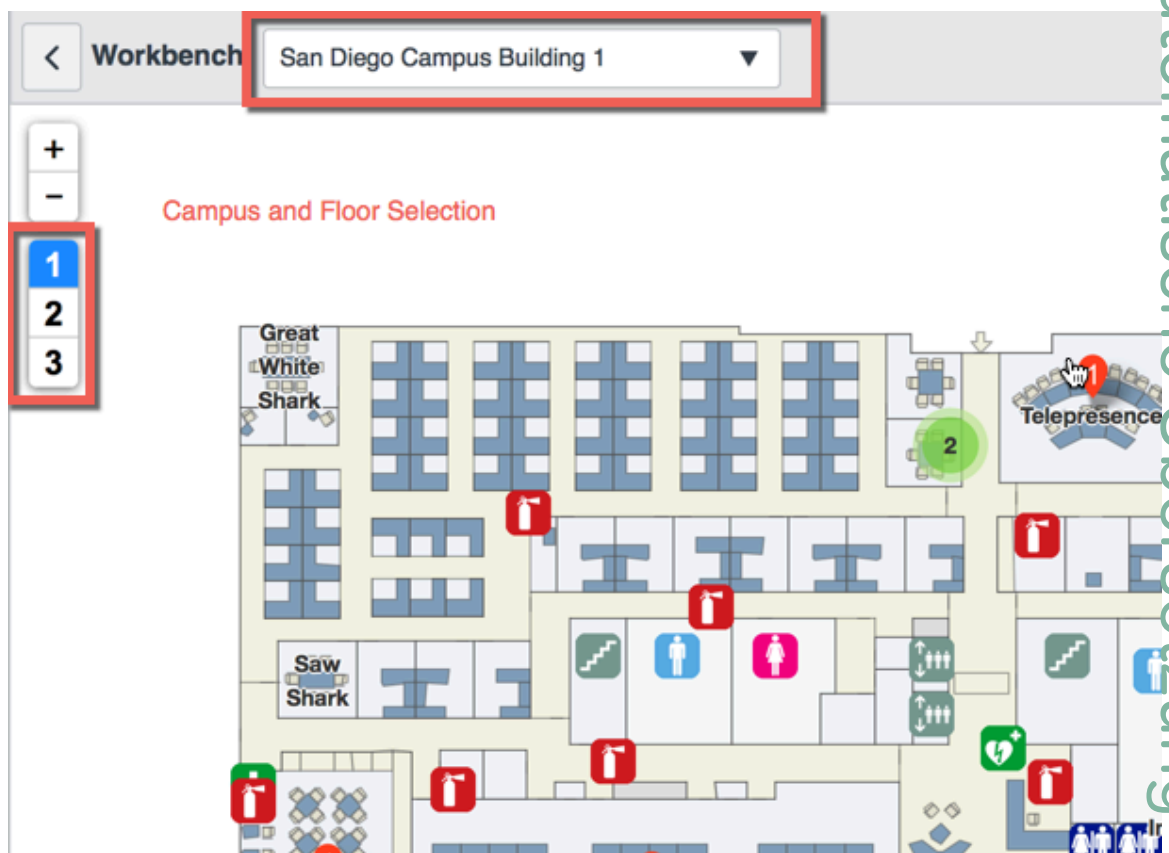 Workbench
San Diego Campus Building 1
+
−
Campus and Floor Selection
1
2
3
Great
White
Shark
1
Telepresence
2
Saw
Shark